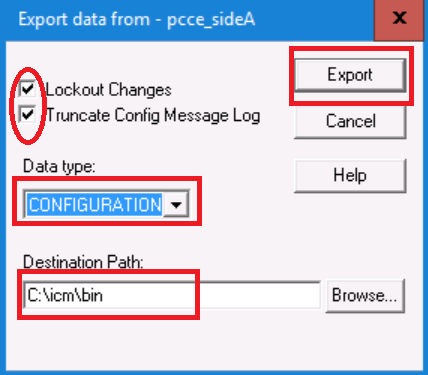 Export data from - pcce_sideA
x
Lockout Changes
Truncate Config Message Log
Export
Cancel
Help
Data type:
CONFIGURATION
Destination Path:
C:\icm\bin
Browse...